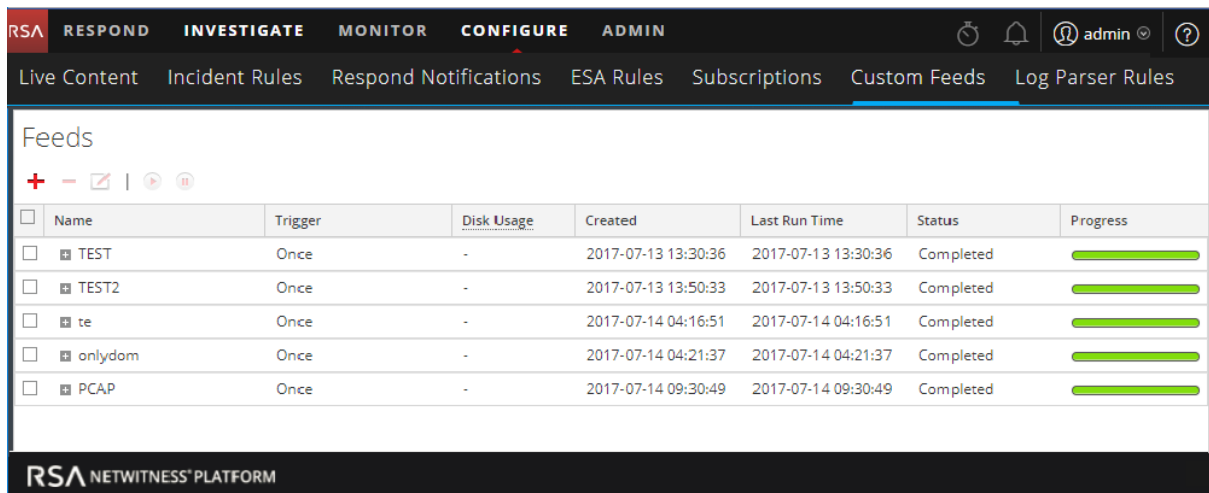 RSA RESPOND INVESTIGATE MONITOR CONFIGURE ADMIN admin ?
Live Content Incident Rules Respond Notifications ESA Rules Subscriptions Custom Feeds Log Parser Rules
Feeds
Name Trigger Disk Usage Created Last Run Time Status Progress
TEST Once - 2017-07-13 13:30:36 2017-07-13 13:30:36 Completed
TEST2 Once - 2017-07-13 13:50:33 2017-07-13 13:50:33 Completed
te Once - 2017-07-14 04:16:51 2017-07-14 04:16:51 Completed
onlydom Once - 2017-07-14 04:21:37 2017-07-14 04:21:37 Completed
PCAP Once - 2017-07-14 09:30:49 2017-07-14 09:30:49 Completed
RSA NETWITNESS® PLATFORM